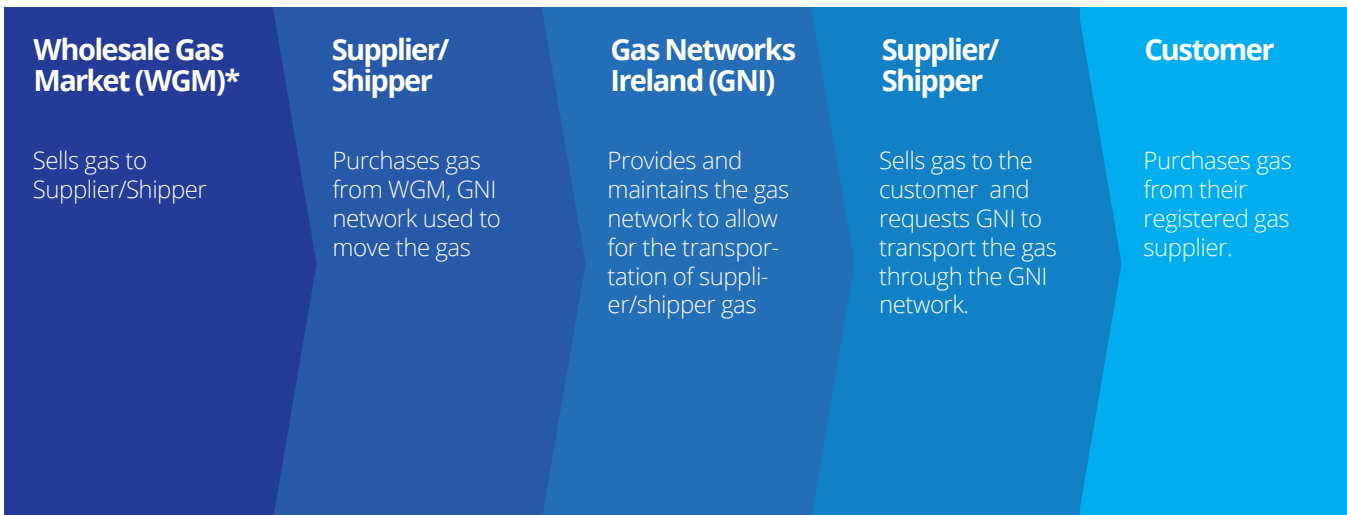 Wholesale Gas
Market (WGM)*
Sells gas to
Supplier/Shipper
Supplier/
Shipper
Purchases gas
from WGM, GNI
network used to
move the gas
Gas Networks
Ireland (GNI)
Provides and
maintains the gas
network to allow
for the transpor-
tation of suppli-
er/shipper gas
Supplier/
Shipper
Sells gas to the
customer and
requests GNI to
transport the gas
through the GNI
network.
Customer
Purchases gas
from their
registered gas
supplier.